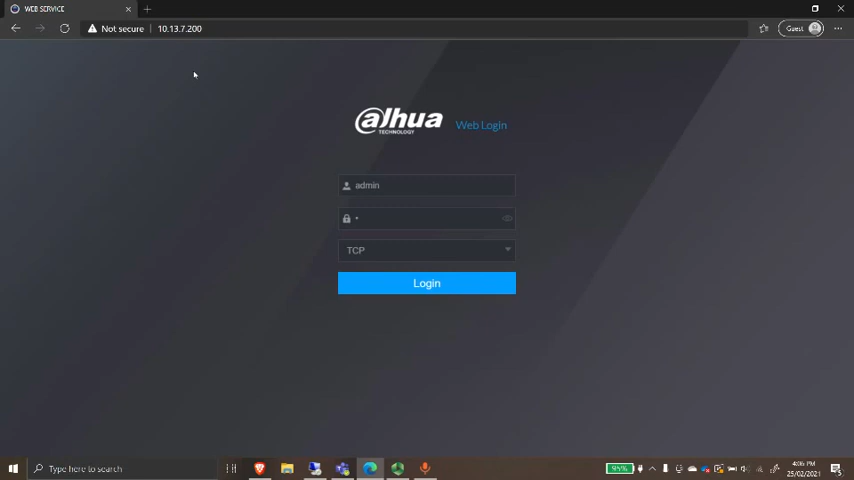 WEB SERVICE
Not secure
10.13.7.200
Guest
alhua
TECHNOLOGY
Web Login
admin
TCP
Login
Type here to search
95%
4:06 PM
25/02/2021